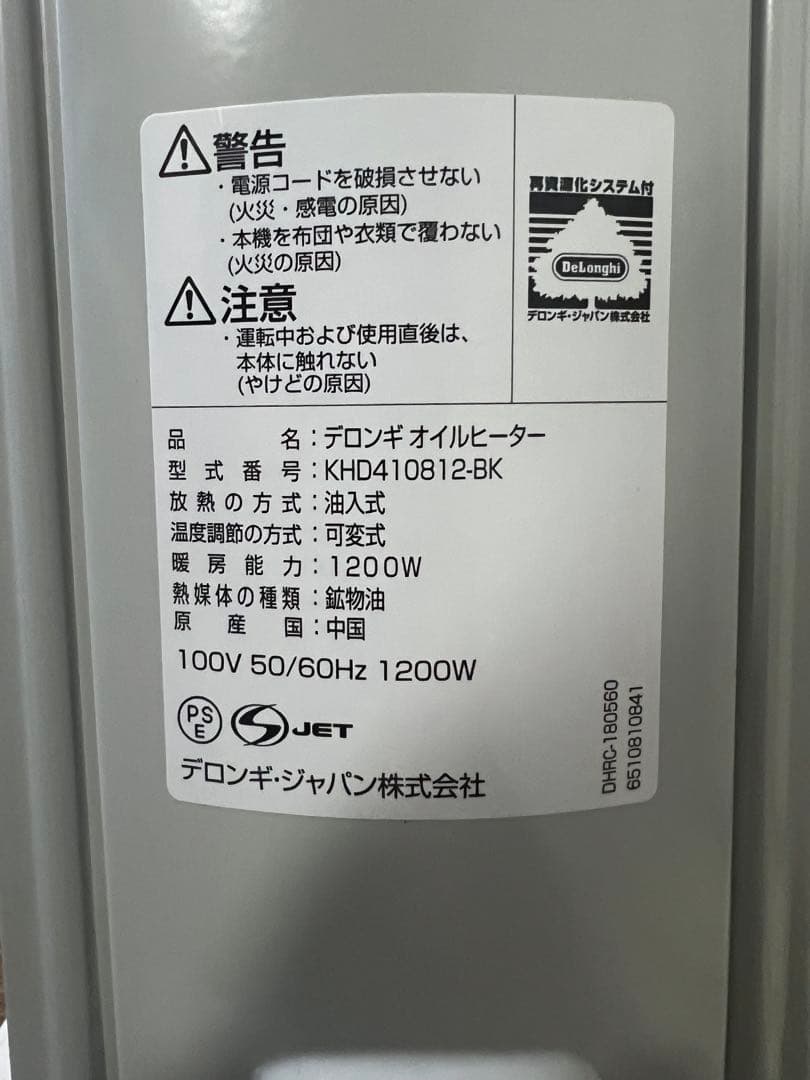 警告
・電源コードを破損させない
(火災・感電の原因)
・本機を布団や衣類で覆わない
(火災の原因)
注意
・運転中および使用直後は、
本体に触れない
(やけどの原因)
再資源化システム付
DeLonghi
デロンギ・ジャパン株式会社
品名：デロンギ オイルヒーター
型式番号：KHD410812-BK
放熱の方式：油入式
温度調節の方式：可変式
暖房能力：1200W
熱媒体の種類：鉱物油
原産国：中国
100V 50/60Hz 1200W
PSE
S JET
デロンギ・ジャパン株式会社
DHRC-180560
6510810841